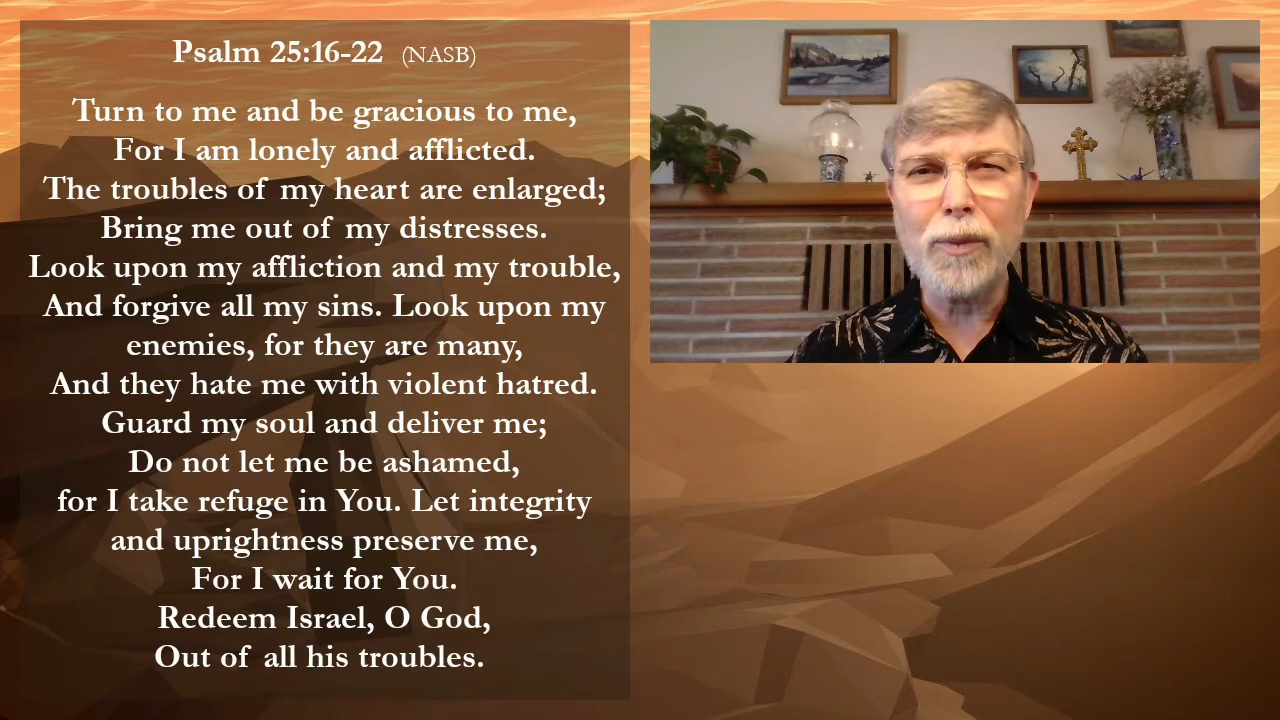 Psalm 25:16-22 (NASB)
Turn to me and be gracious to me,
For I am lonely and afflicted.
The troubles of my heart are enlarged;
Bring me out of my distresses.
Look upon my affliction and my trouble,
And forgive all my sins. Look upon my
enemies, for they are many,
And they hate me with violent hatred.
Guard my soul and deliver me;
Do not let me be ashamed,
for I take refuge in You. Let integrity
and uprightness preserve me,
For I wait for You.
Redeem Israel, O God,
Out of all his troubles.